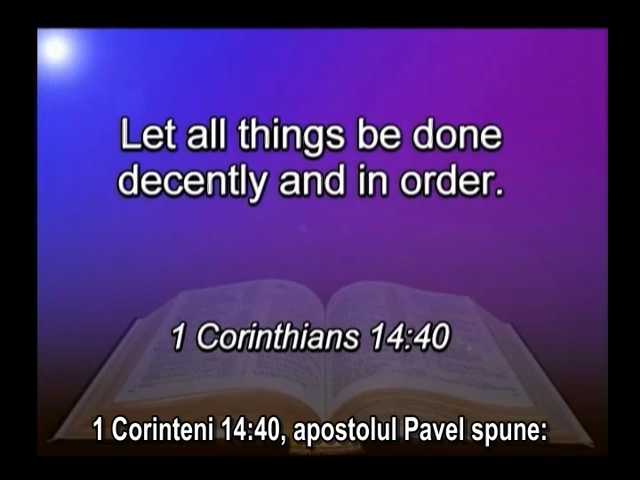 Let all things be done
decently and in order.
1 Corinthians 14:40
1 Corinteni 14:40, apostolul Pavel spune: